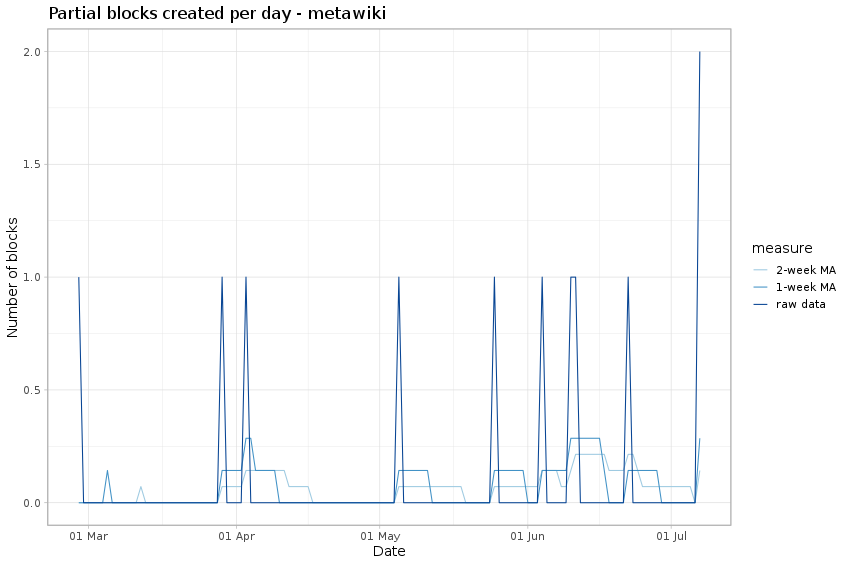 Partial blocks created per day - metawiki
2.0
1.5
1.0
0.5
0.0
Number of blocks
01 Mar
01 Apr
01 May
01 Jun
01 Jul
Date
measure
2-week MA
1-week MA
raw data